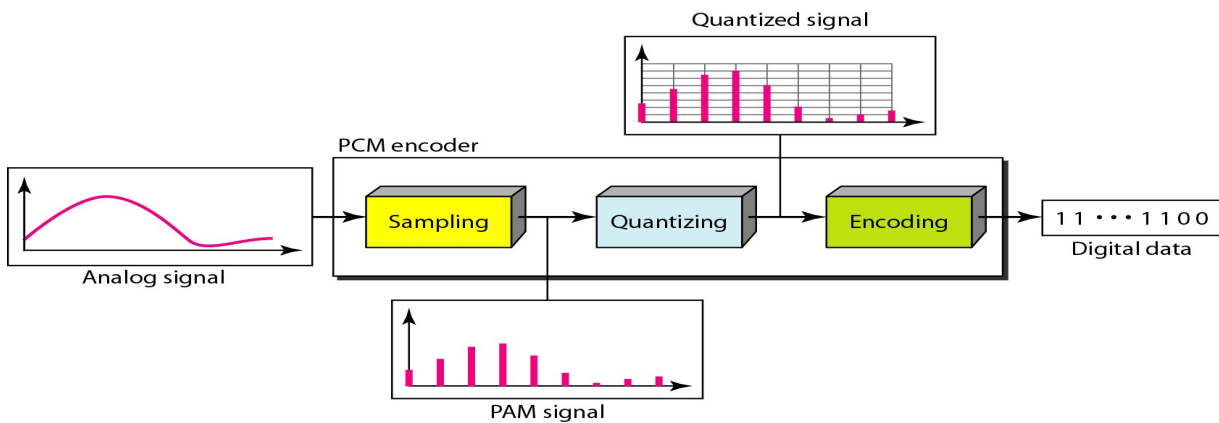 Quantized signal
PCM encoder
Sampling
Quantizing
Encoding
11 ••• 1100
Digital data
Analog signal
PAM signal